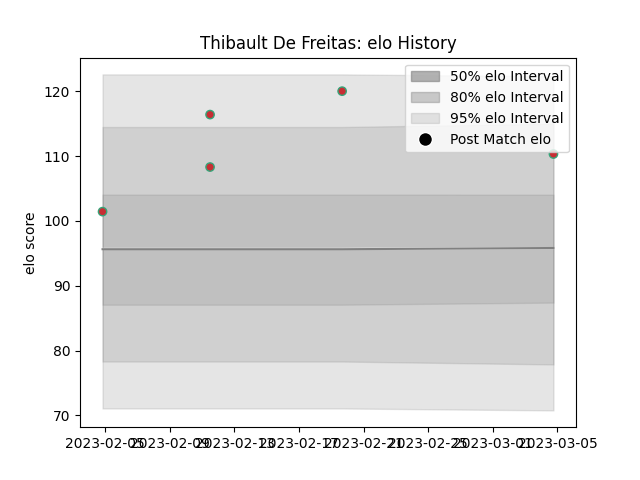 Thibault De Freitas: elo History
50% elo Interval
80% elo Interval
95% elo Interval
Post Match elo
elo score
120
110
100
90
80
70
2023-02-05 2023-02-09 2023-02-13 2023-02-17 2023-02-21 2023-02-25 2023-03-01 2023-03-05